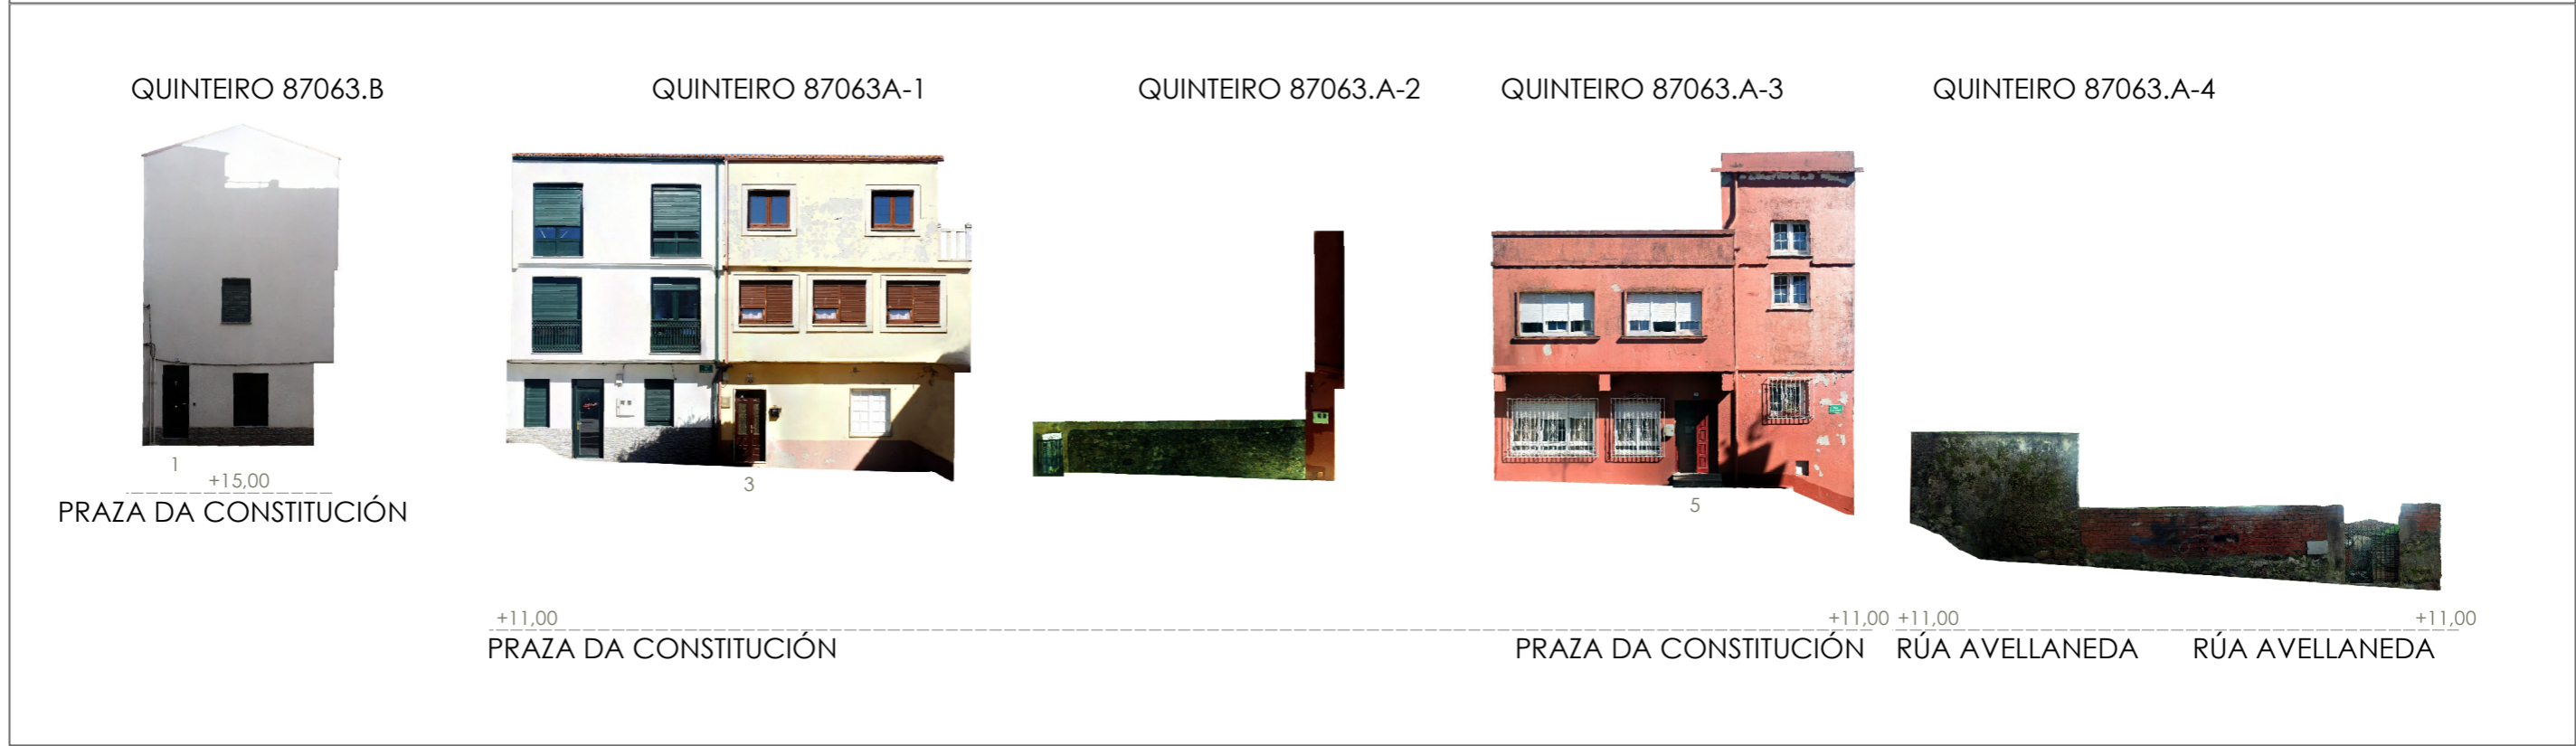 QUINTEIRO 87063.B
QUINTEIRO 87063A-1
QUINTEIRO 87063.A-2
QUINTEIRO 87063.A-3
QUINTEIRO 87063.A-4
1
+15,00
PRAZA DA CONSTITUCIÓN
3
5
+11,00
+11,00
+11,00
+11,00
PRAZA DA CONSTITUCIÓN
PRAZA DA CONSTITUCIÓN
RÚA AVELLANEDA
RÚA AVELLANEDA